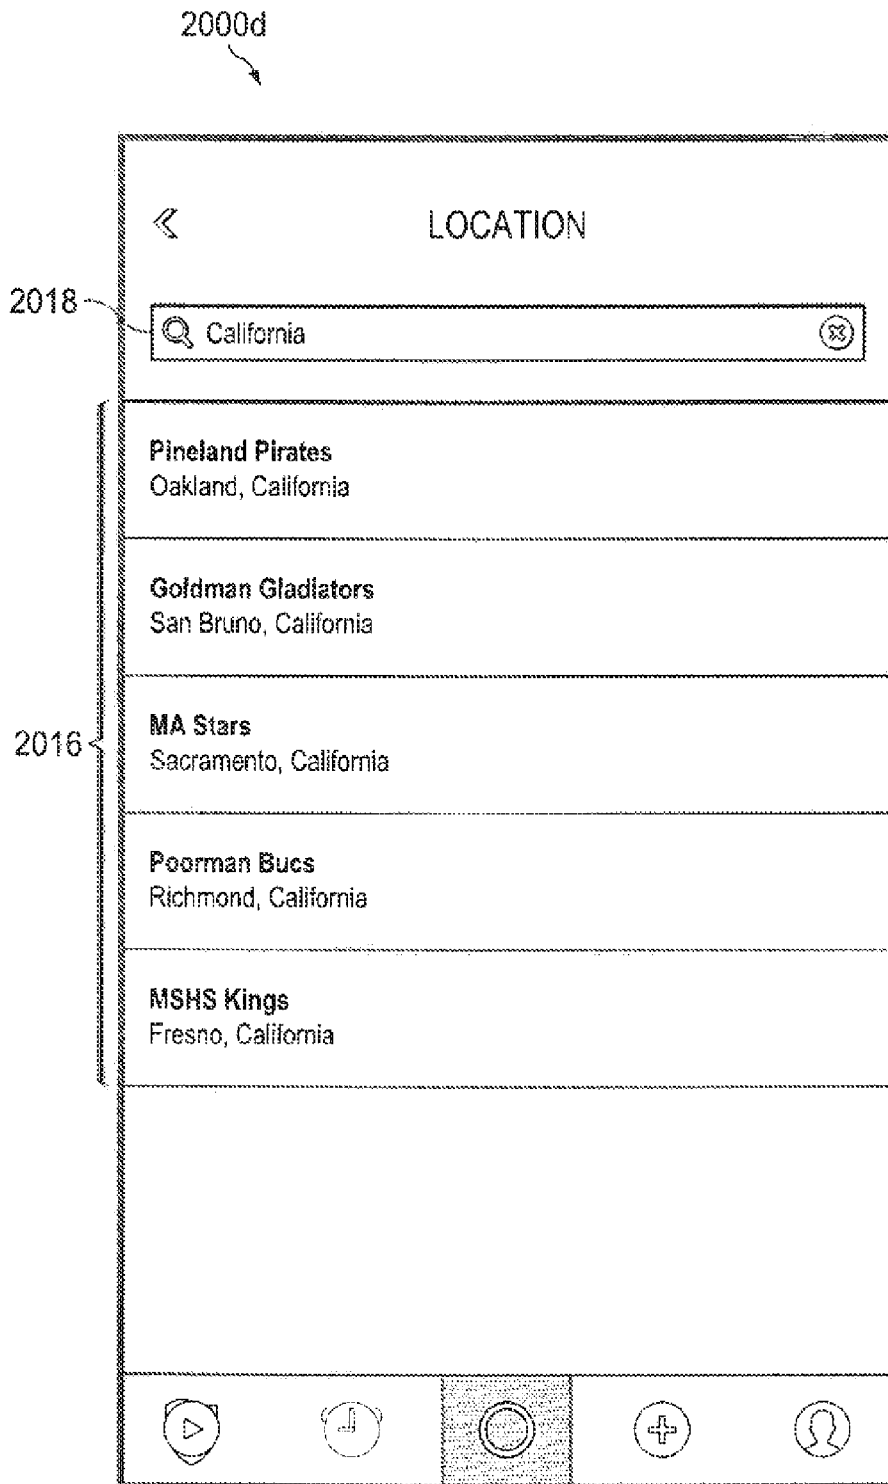 2000d
LOCATION
2018
California
Pineland Pirates
Oakland, California
Goldman Gladiators
San Bruno, California
MA Stars
Sacramento, California
2016
Poorman Bucs
Richmond, California
MSHS Kings
Fresno, California